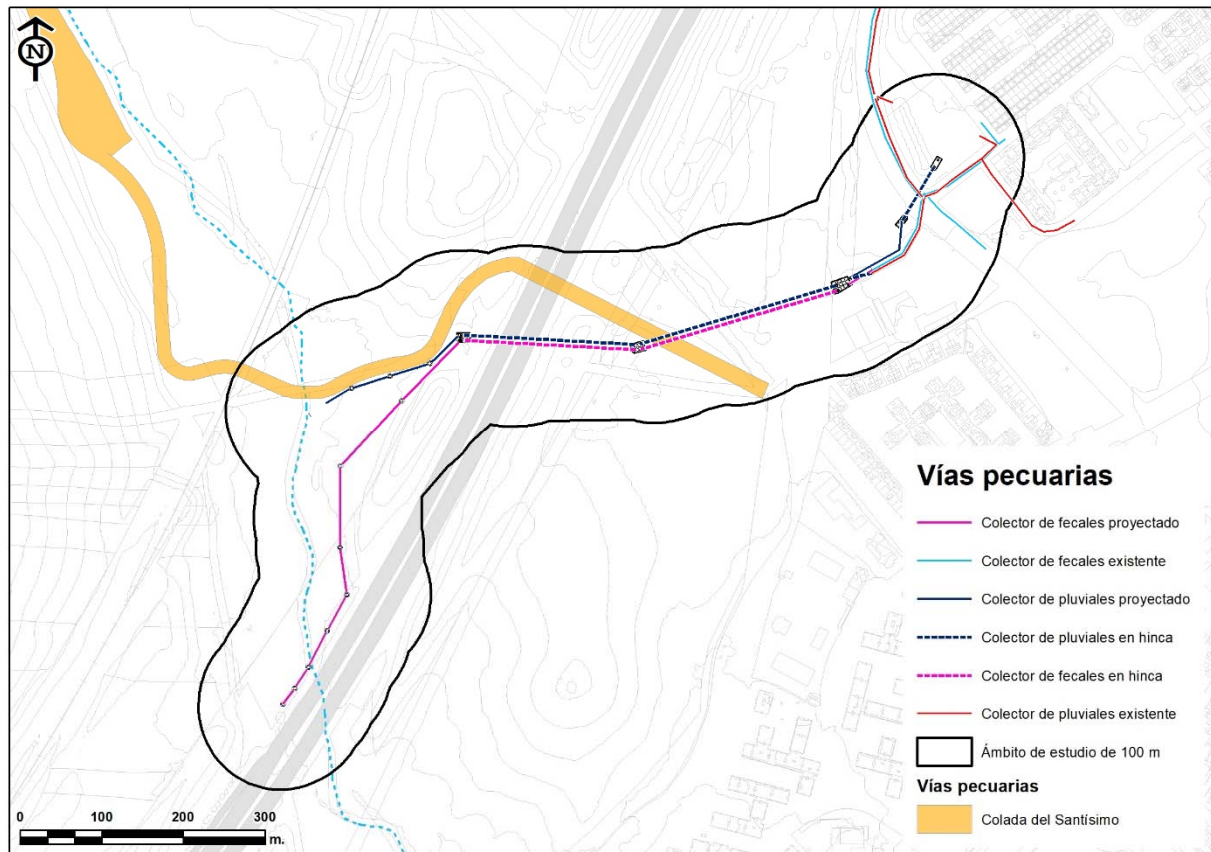 N
Vías pecuarias
Colector de fecales proyectado
Colector de fecales existente
Colector de pluviales proyectado
Colector de pluviales en hinca
Colector de fecales en hinca
Colector de pluviales existente
Ámbito de estudio de 100 m
Vías pecuarias
Colada del Santísimo
0 100 200 300
m.